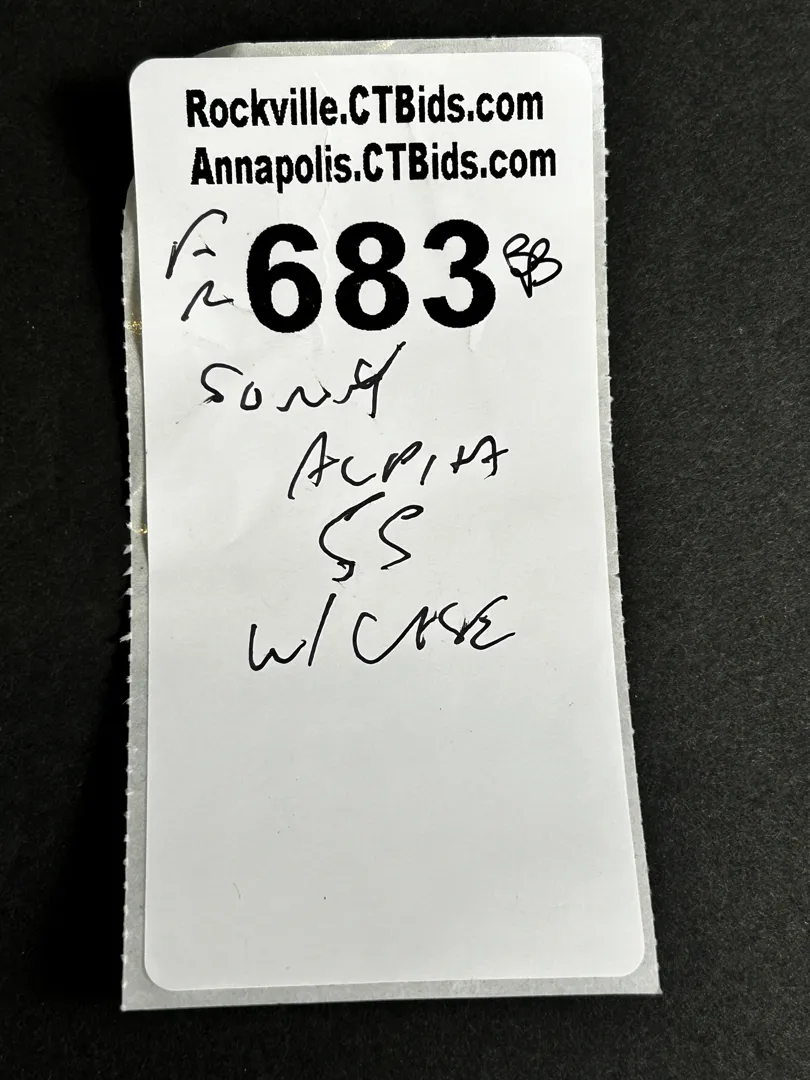 Rockville.CTBids.com
Annapolis.CTBids.com
683
SONY
ALPHA
55
W/ CASE